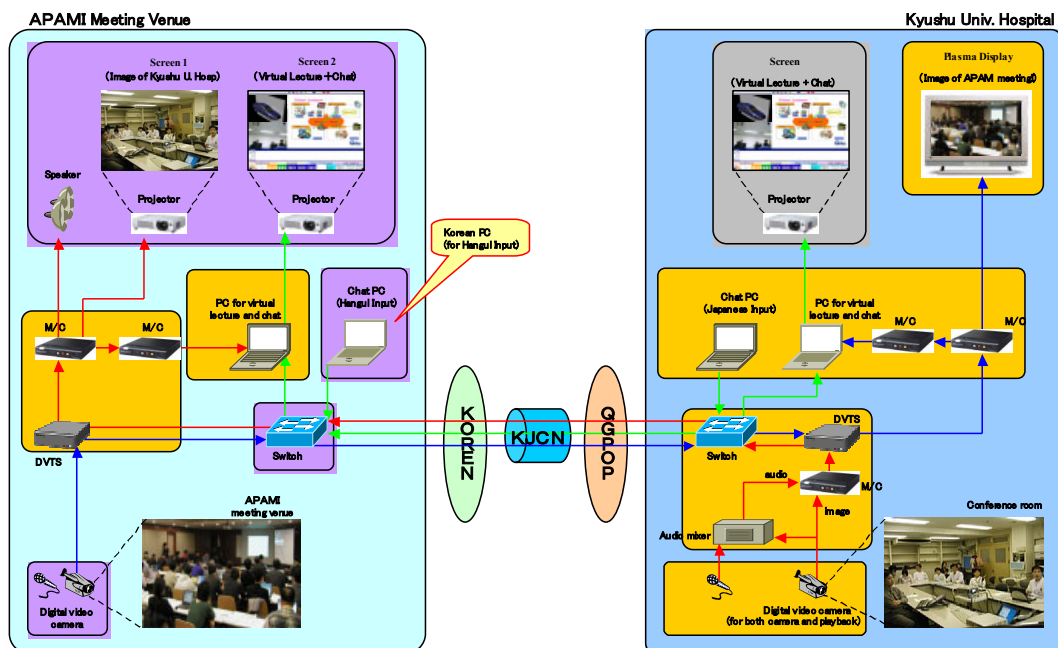 APAMI Meeting Venue
Screen 1
(Image of Kyushu U. Hosp)
Screen 2
(Virtual Lecture +Chat)
Speaker
Projector
Projector
Korean PC
(for Hangul Input)
PC for virtual
lecture and chat
Chat PC
(Hangul Input)
M/C
M/C
DVTS
Switch
APAMI
meeting venue
Digital video
camera
KOREN
KJCN
QGPOP
Kyushu Univ. Hospital
Screen
(Virtual Lecture + Chat)
Plasma Display
(Image of APAM meetingI)
Projector
Chat PC
(Japanese Input)
PC for virtual
lecture and chat
M/C
M/C
DVTS
Switch
audio
M/C
Image
Audio mixer
Conference room
Digital video camera
(for both camera and playback)